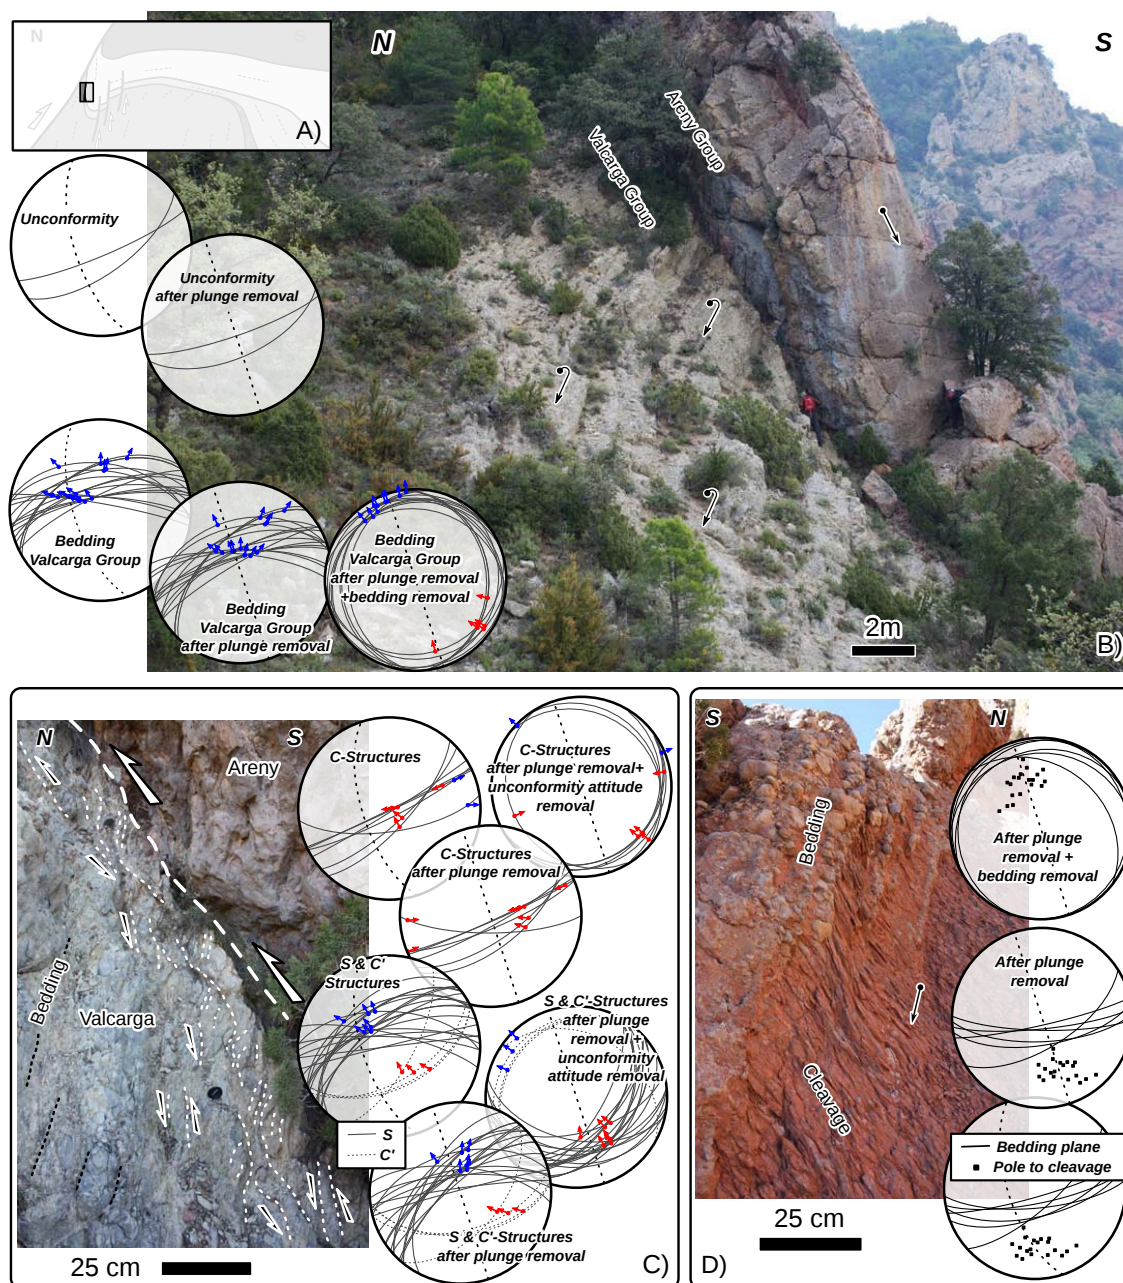 N
S
A)
N
S
Areny Group
Valcarga Group
Unconformity
Unconformity
after plunge removal
Bedding
Valcarga Group
Bedding
Valcarga Group
after plunge removal
Bedding
Valcarga Group
after plunge removal
+bedding removal
2m
B)
N
S
Areny
Bedding
Valcarga
C-Structures
C-Structures
after plunge removal+
unconformity attitude
removal
C-Structures
after plunge removal
S & C'
Structures
S & C'-Structures
after plunge
removal +
unconformity
attitude removal
S
C'
S & C'-Structures
after plunge removal
25 cm
C)
S
N
Bedding
Cleavage
After plunge
removal +
bedding removal
After plunge
removal
Bedding plane
Pole to cleavage
25 cm
D)